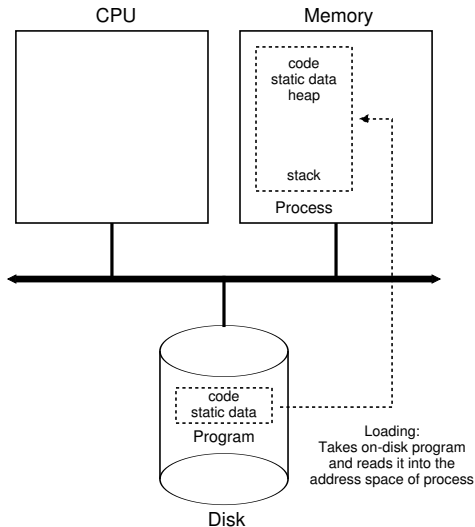 CPU
Memory
code
static data
heap
stack
Process
code
static data
Program
Disk
Loading:
Takes on-disk program
and reads it into the
address space of process